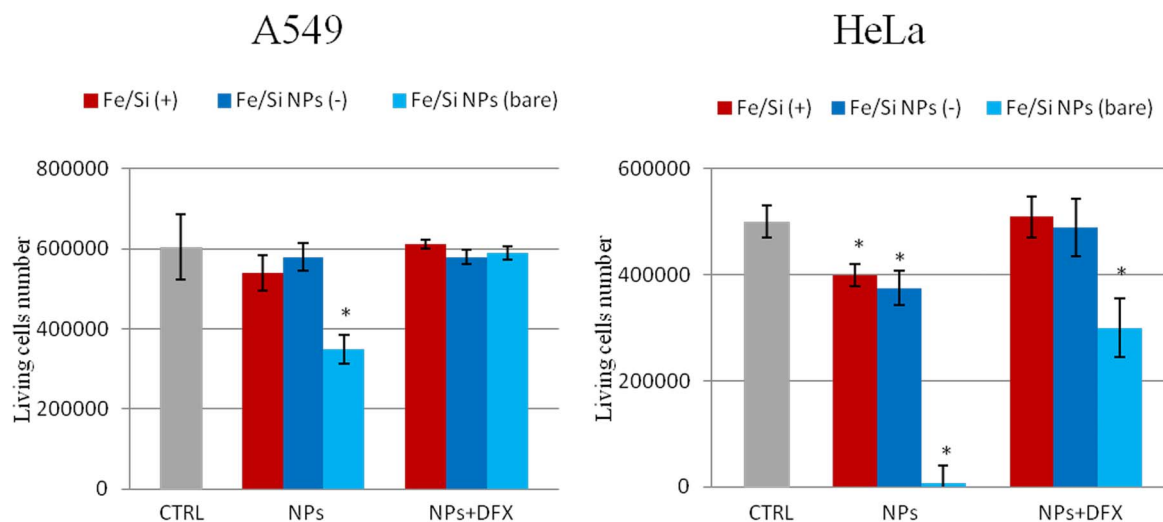 A549
Fe/Si (+) Fe/Si NPs (-) Fe/Si NPs (bare)
Living cells number
800000
600000
400000
200000
0
*
CTRL NPs NPs+DFX
HeLa
Fe/Si (+) Fe/Si NPs (-) Fe/Si NPs (bare)
Living cells number
600000
400000
200000
0
* * * *
CTRL NPs NPs+DFX